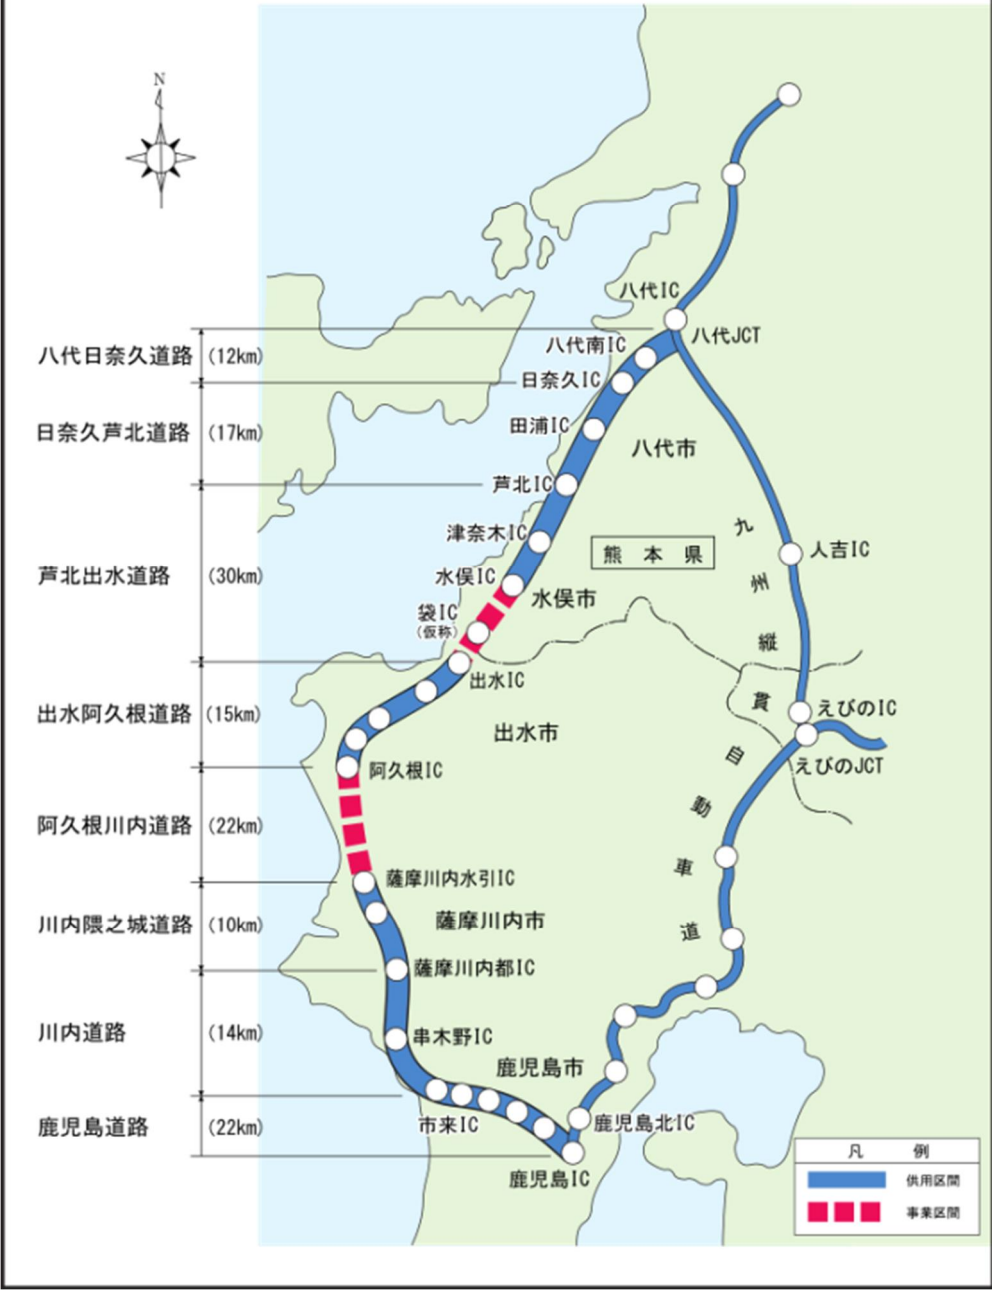 N
八代IC
八代JCT
八代南IC
八代日奈久道路 (12km)
日奈久IC
田浦IC
日奈久芦北道路 (17km)
八代市
芦北IC
津奈木IC
熊本県
人吉IC
水俣IC
芦北出水道路 (30km)
水俣市
袋IC
(仮称)
出水IC
九州縦貫自動車道
えびのIC
出水阿久根道路 (15km)
出水市
えびのJCT
阿久根IC
阿久根川内道路 (22km)
薩摩川内水引IC
薩摩川内市
川内隈之城道路 (10km)
薩摩川内都IC
川内道路 (14km)
串木野IC
鹿児島市
市来IC
鹿児島北IC
鹿児島道路 (22km)
鹿児島IC
凡例
供用区間
事業区間